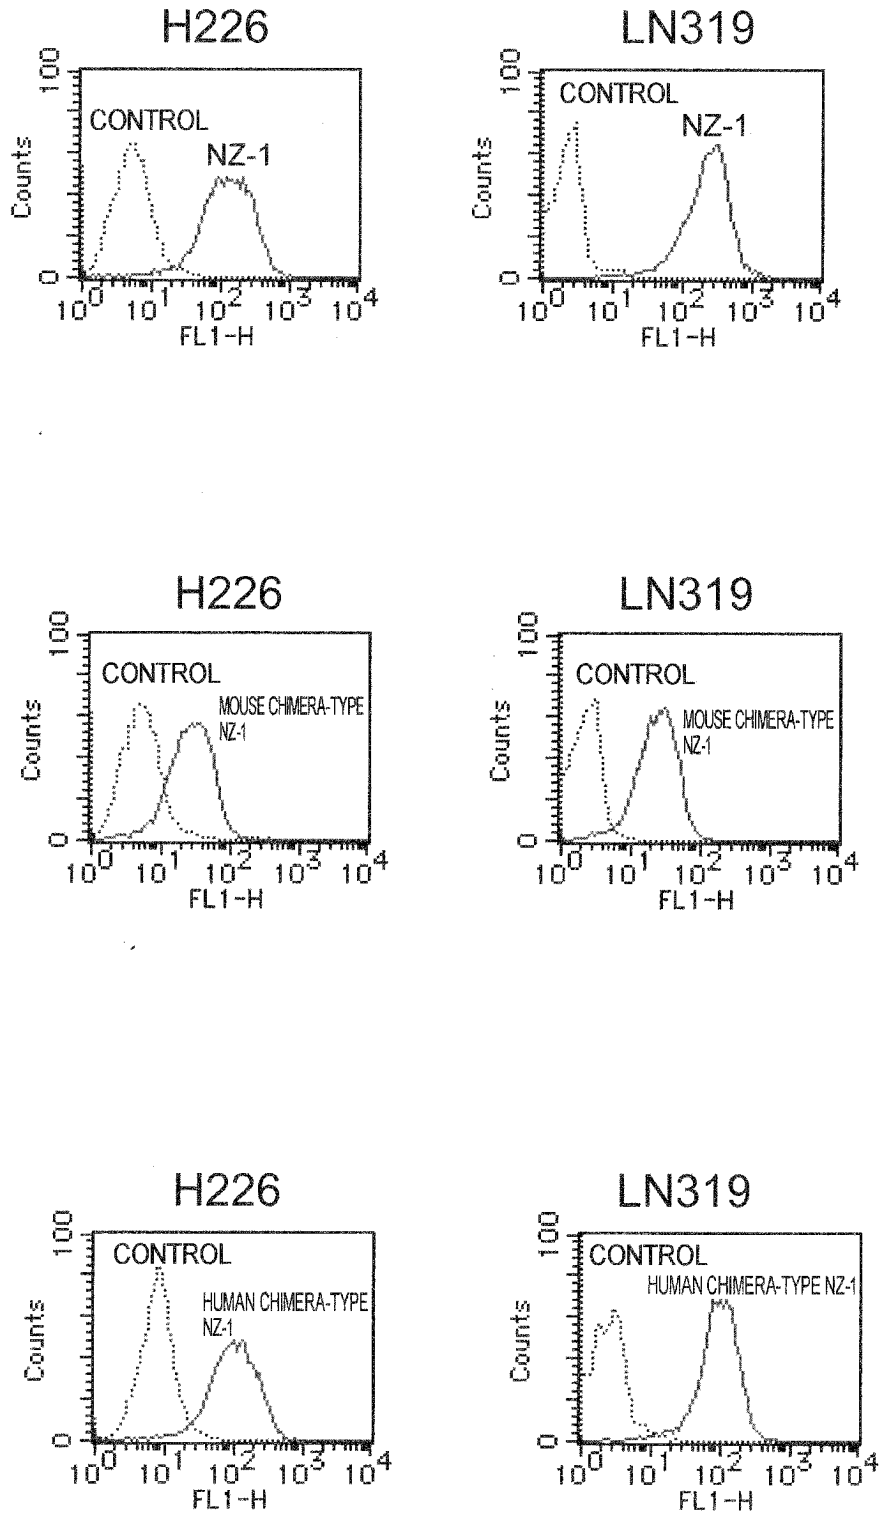 H226
100
CONTROL
NZ-1
Counts
0
10^0 10^1 10^2 10^3 10^4
FL1-H
LN319
100
CONTROL
NZ-1
Counts
0
10^0 10^1 10^2 10^3 10^4
FL1-H
H226
100
CONTROL
MOUSE CHIMERA-TYPE
NZ-1
Counts
0
10^0 10^1 10^2 10^3 10^4
FL1-H
LN319
100
CONTROL
MOUSE CHIMERA-TYPE
NZ-1
Counts
0
10^0 10^1 10^2 10^3 10^4
FL1-H
H226
100
CONTROL
HUMAN CHIMERA-TYPE
NZ-1
Counts
0
10^0 10^1 10^2 10^3 10^4
FL1-H
LN319
100
CONTROL
HUMAN CHIMERA-TYPE NZ-1
Counts
0
10^0 10^1 10^2 10^3 10^4
FL1-H